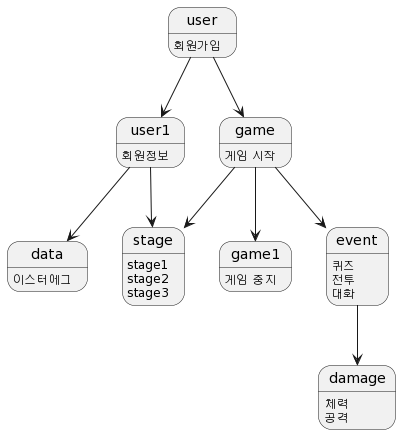 user
회원가입
user1
회원정보
game
게임 시작
data
이스터에그
stage
stage1
stage2
stage3
game1
게임 중지
event
퀴즈
전투
대화
damage
체력
공격